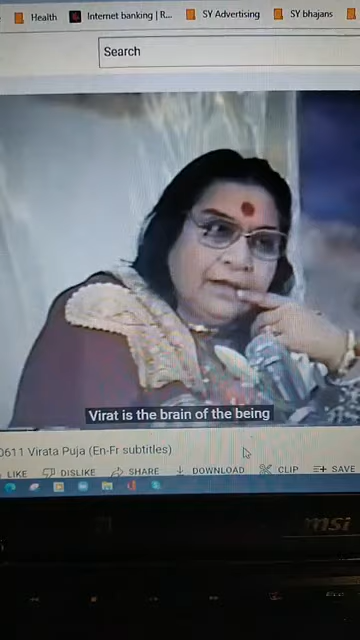 Health Internet banking | R... SY Advertising SY bhajans
Search
Virat is the brain of the being
0611 Virata Puja (En-Fr subtitles)
LIKE DISLIKE SHARE DOWNLOAD CLIP SAVE
msi